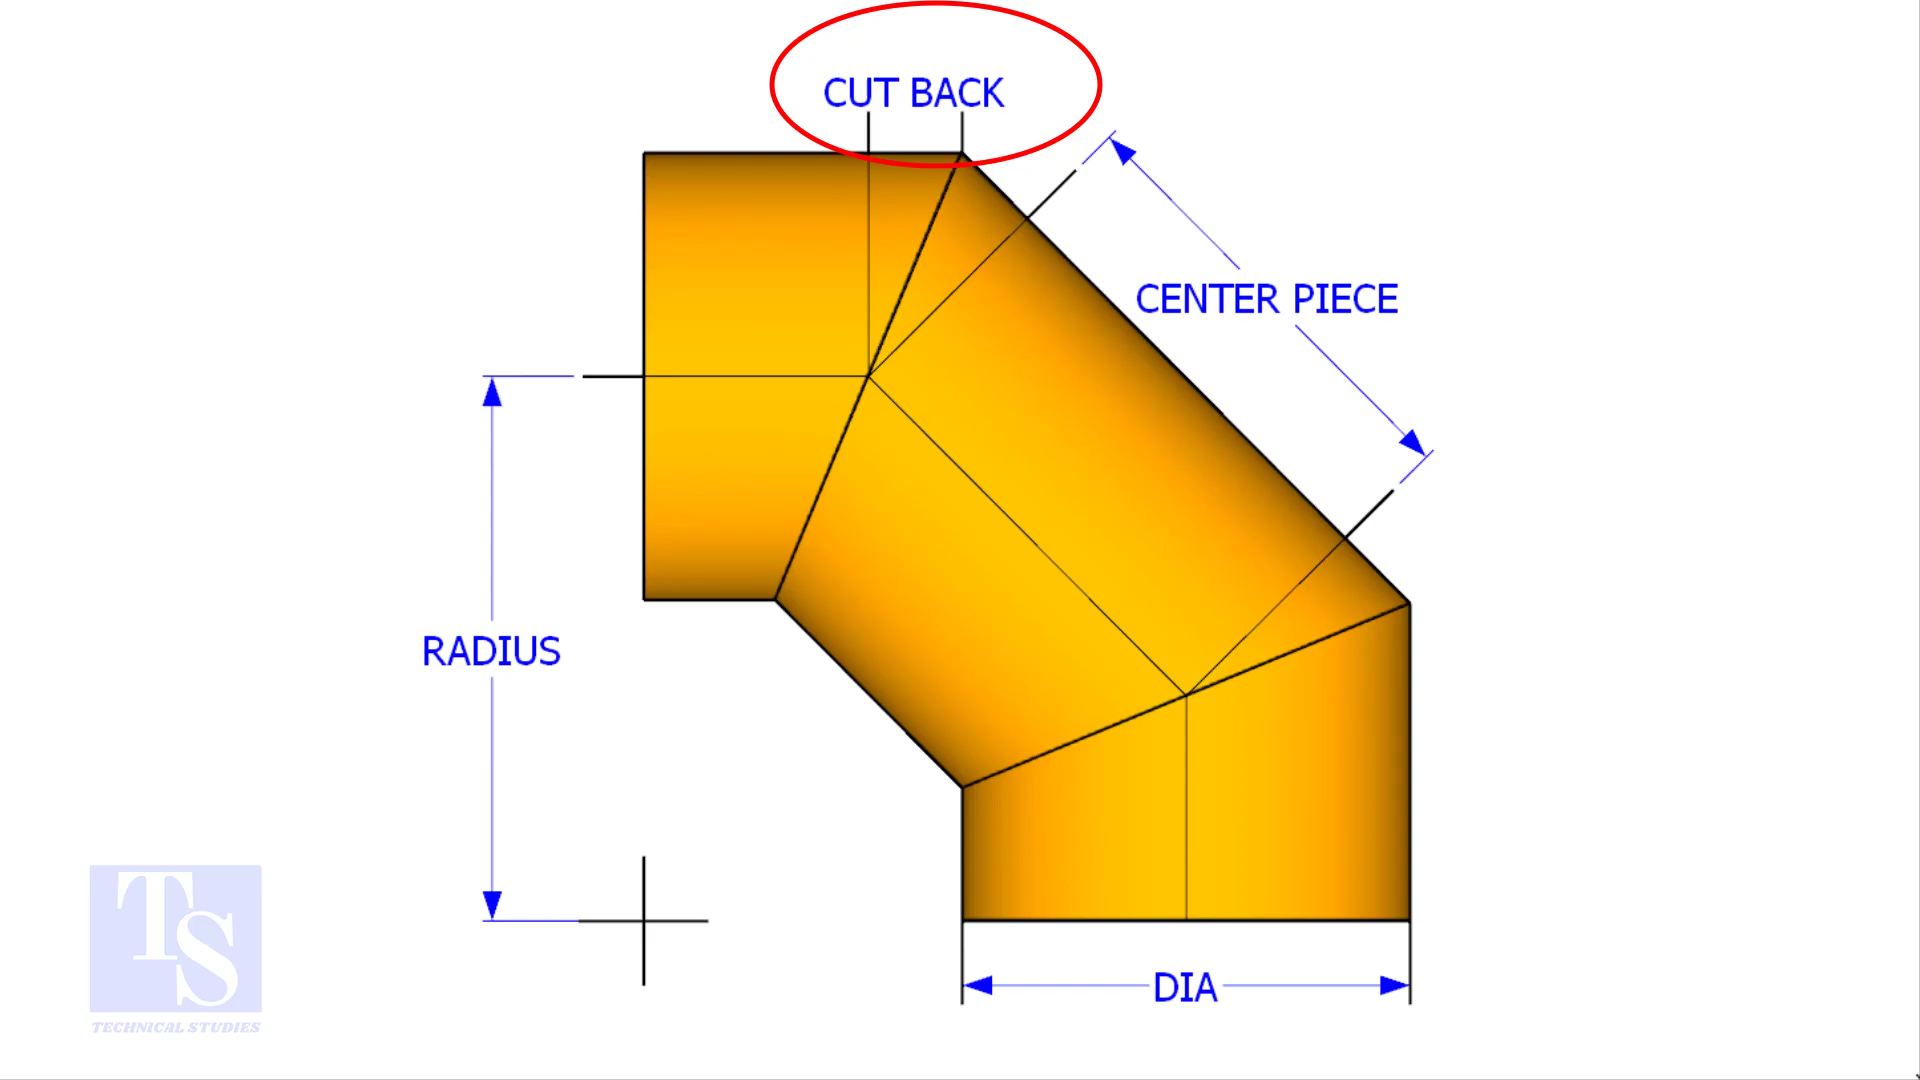 CUT BACK
CENTER PIECE
RADIUS
DIA
TS
TECHNICAL STUDIES